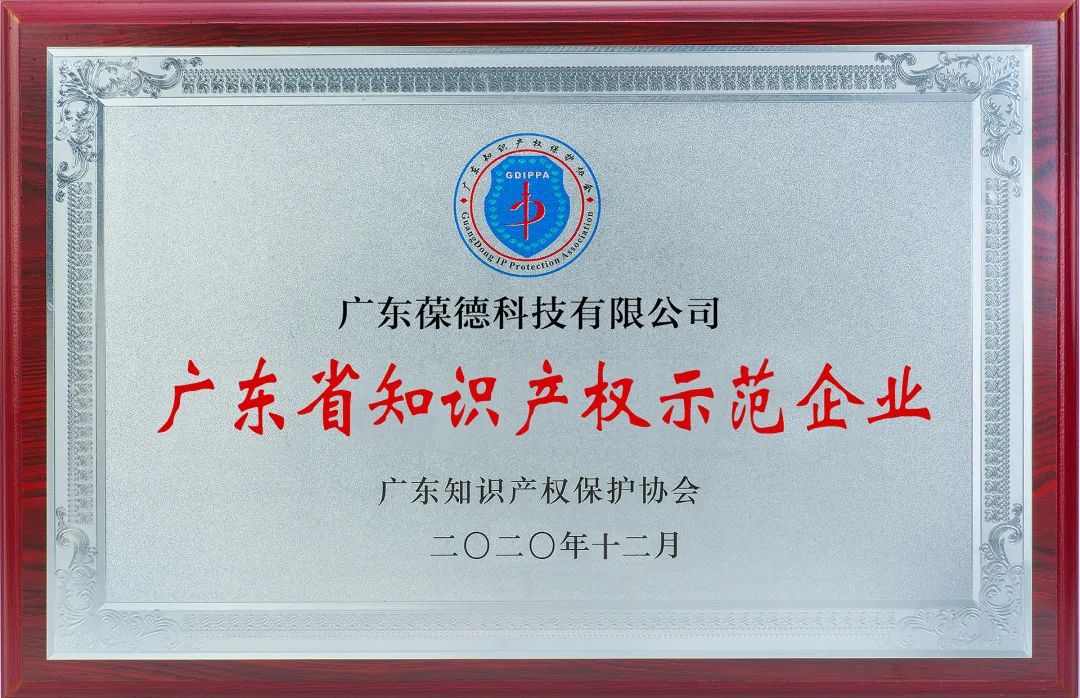 广东知识产权保护协会
GDIPPA
GuangDong IP Protection Association
广东葆德科技有限公司
广东省知识产权示范企业
广东知识产权保护协会
二〇二〇年十二月